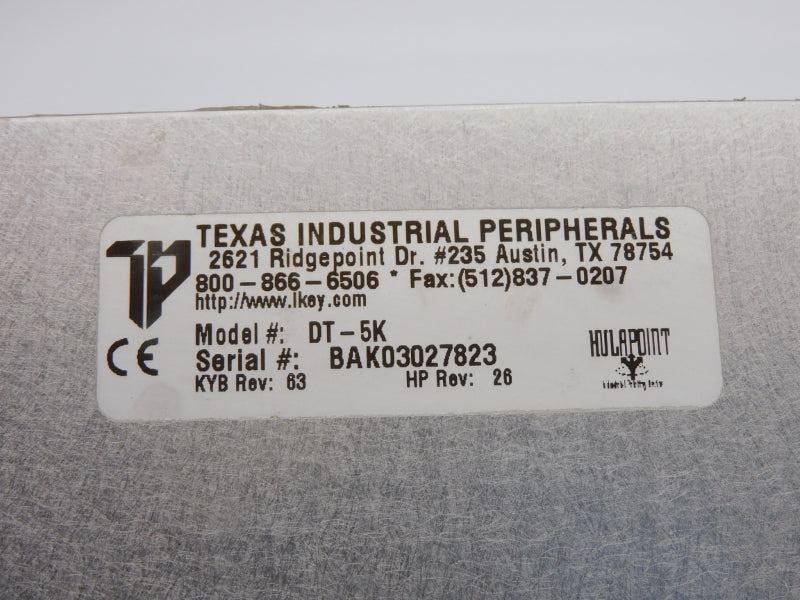 TP
TEXAS INDUSTRIAL PERIPHERALS
2621 Ridgepoint Dr. #235 Austin, TX 78754
800-866-6506 * Fax:(512)837-0207
http://www.ikey.com
Model #: DT-5K
CE
Serial #: BAK03027823
KYB Rev: 63 HP Rev: 26
HULAPOINT